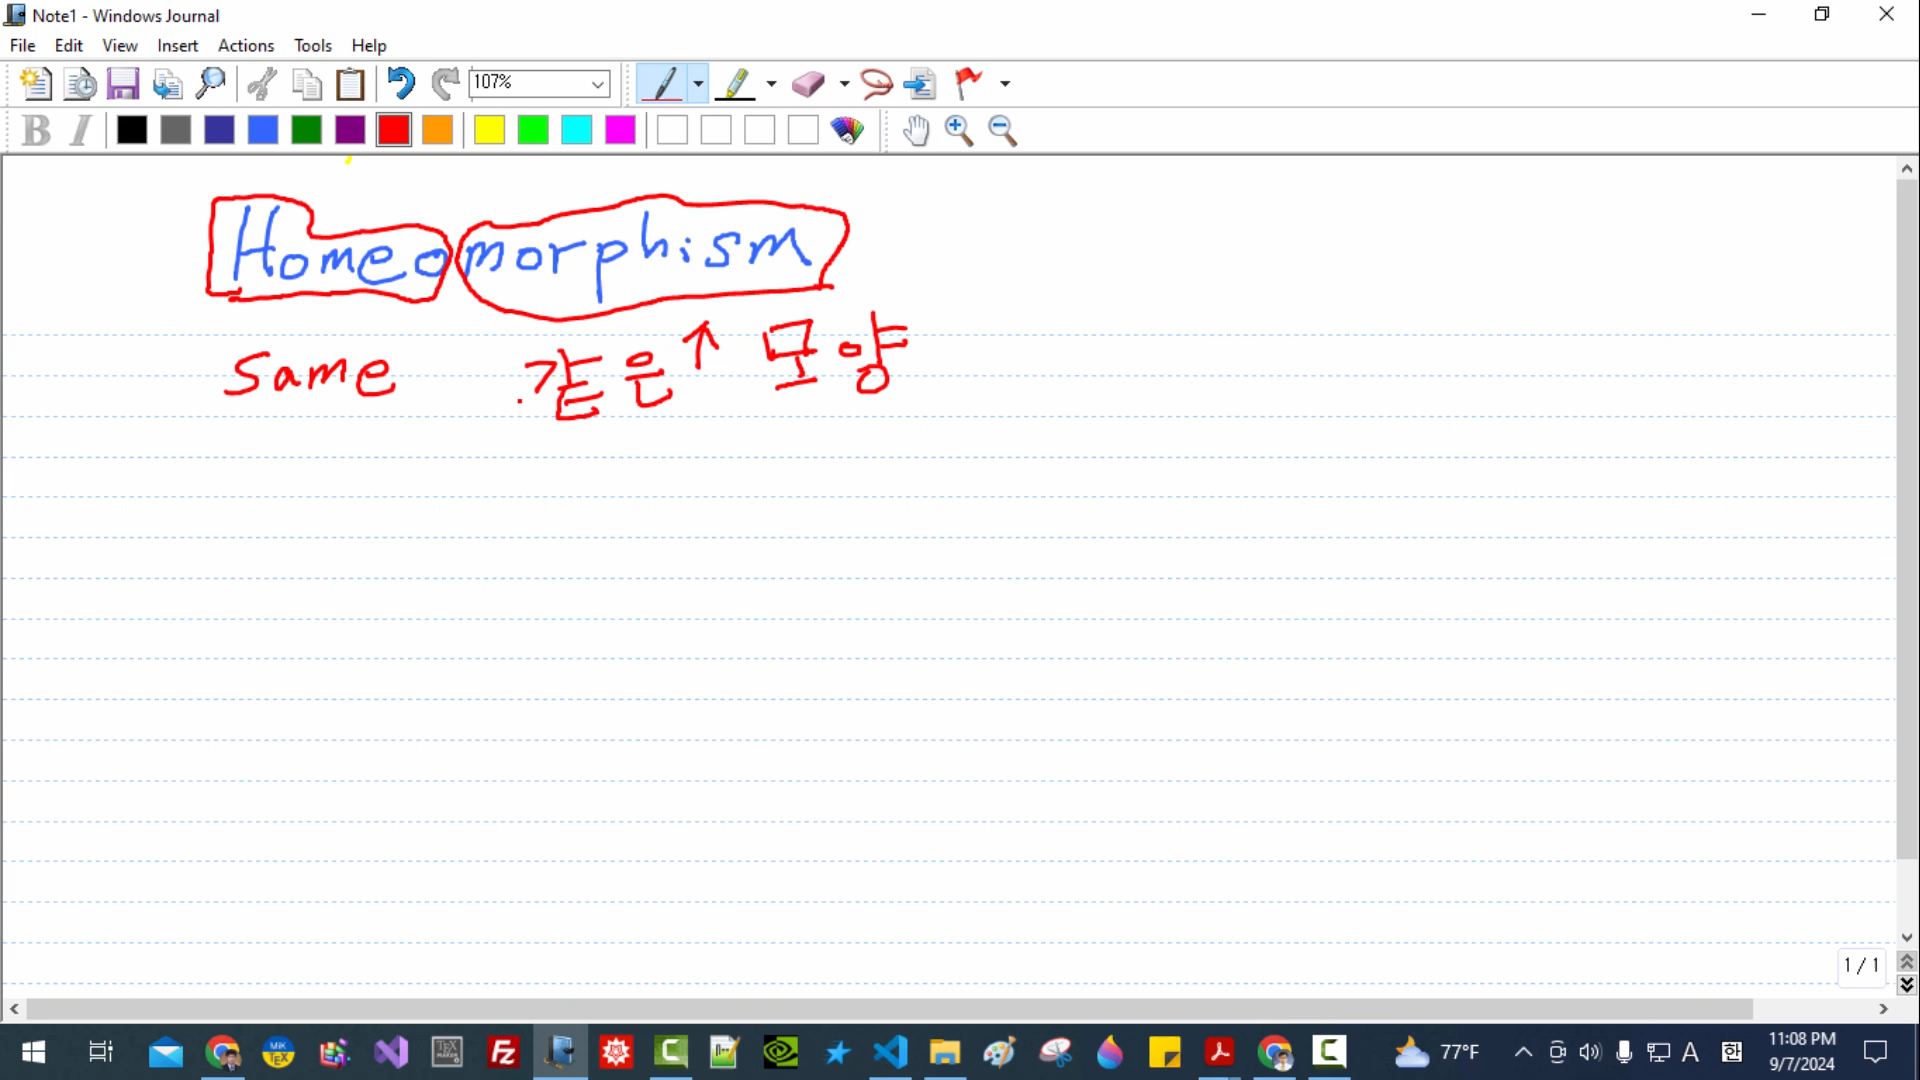 Note1 - Windows Journal
File Edit View Insert Actions Tools Help
107%
B I
Homeomorphism
Same 같은 ↑ 모양
1 / 1
77°F A 한 11:08 PM
9/7/2024